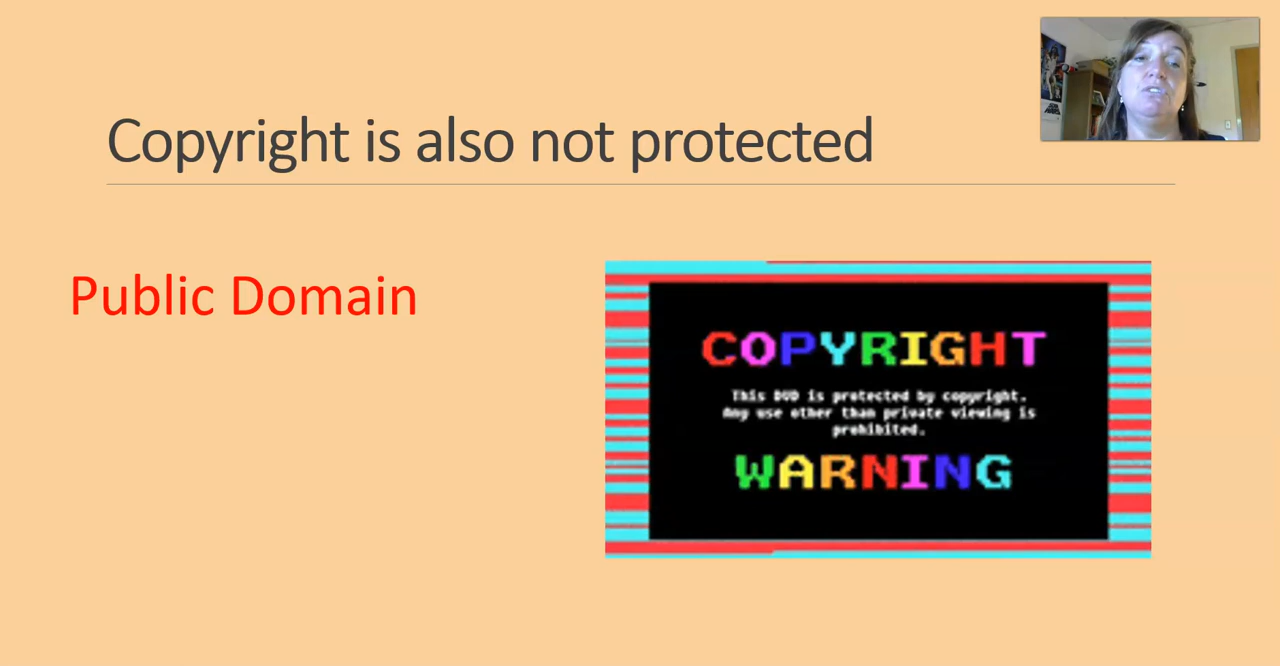 Copyright is also not protected
Public Domain
COPYRIGHT
This DVD is protected by copyright.
Any use other than private viewing is
prohibited.
WARNING